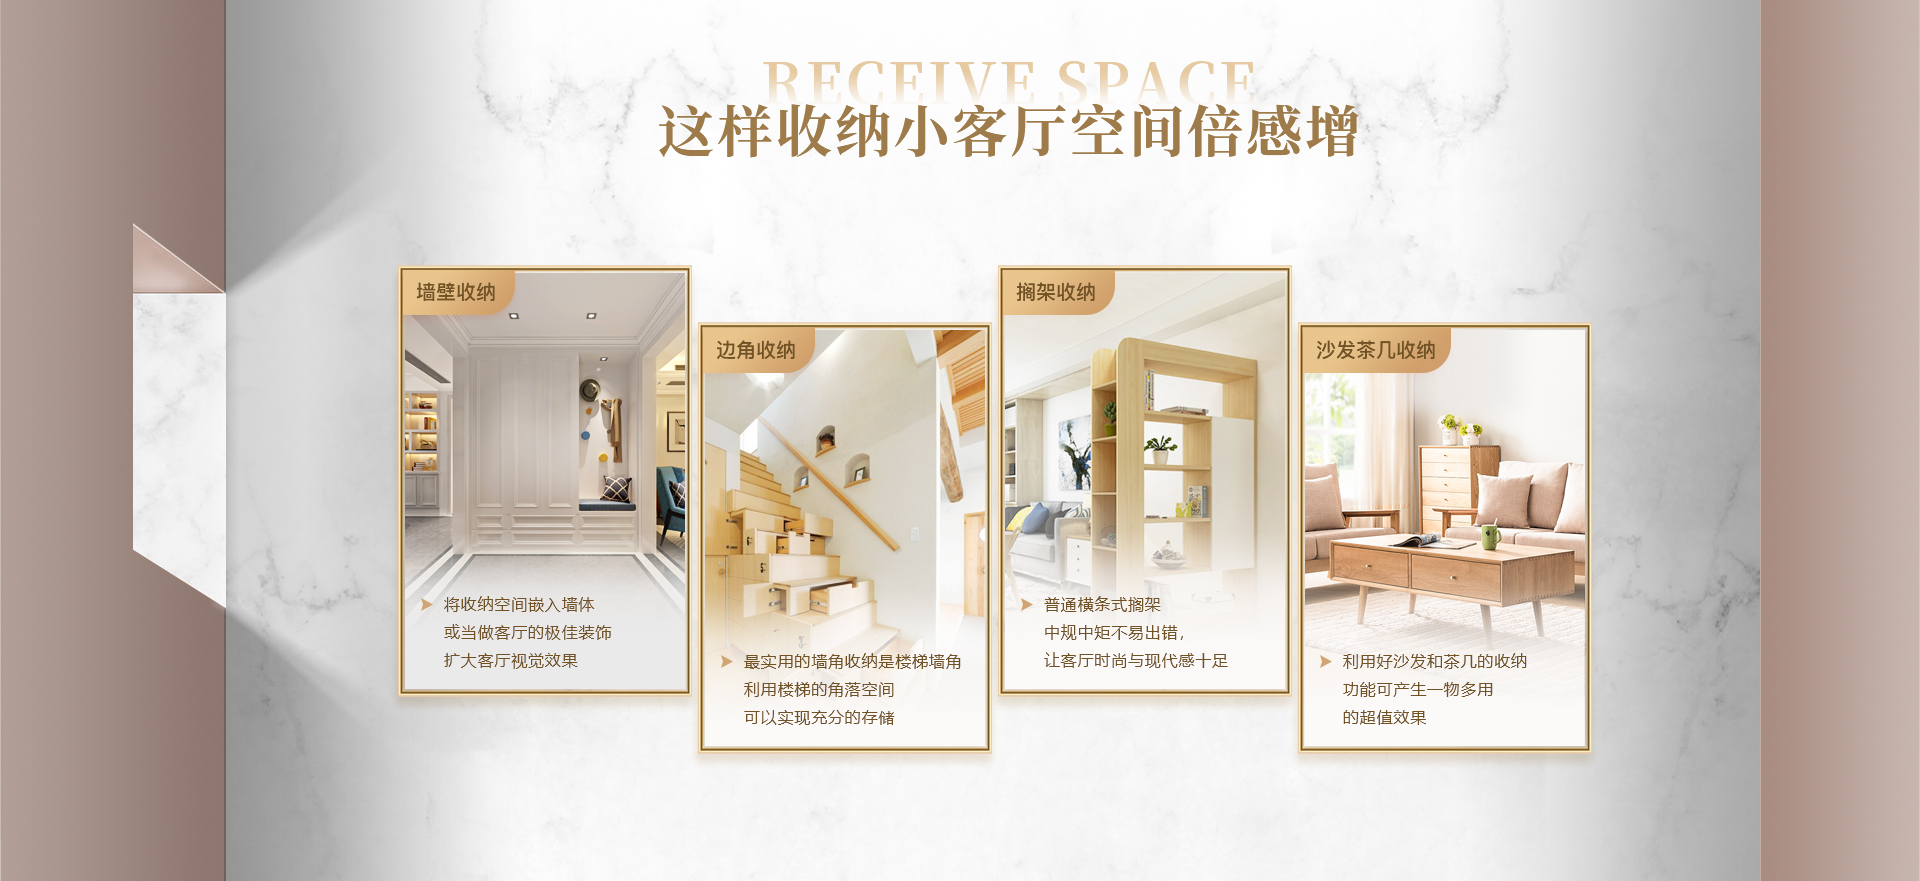 RECEIVE SPACE
这样收纳小客厅空间倍感增
墙壁收纳
将收纳空间嵌入墙体
或当做客厅的极佳装饰
扩大客厅视觉效果
边角收纳
最实用的墙角收纳是楼梯墙角
利用楼梯的角落空间
可以实现充分的存储
搁架收纳
普通横条式搁架
中规中矩不易出错，
让客厅时尚与现代感十足
沙发茶几收纳
利用好沙发和茶几的收纳
功能可产生一物多用
的超值效果